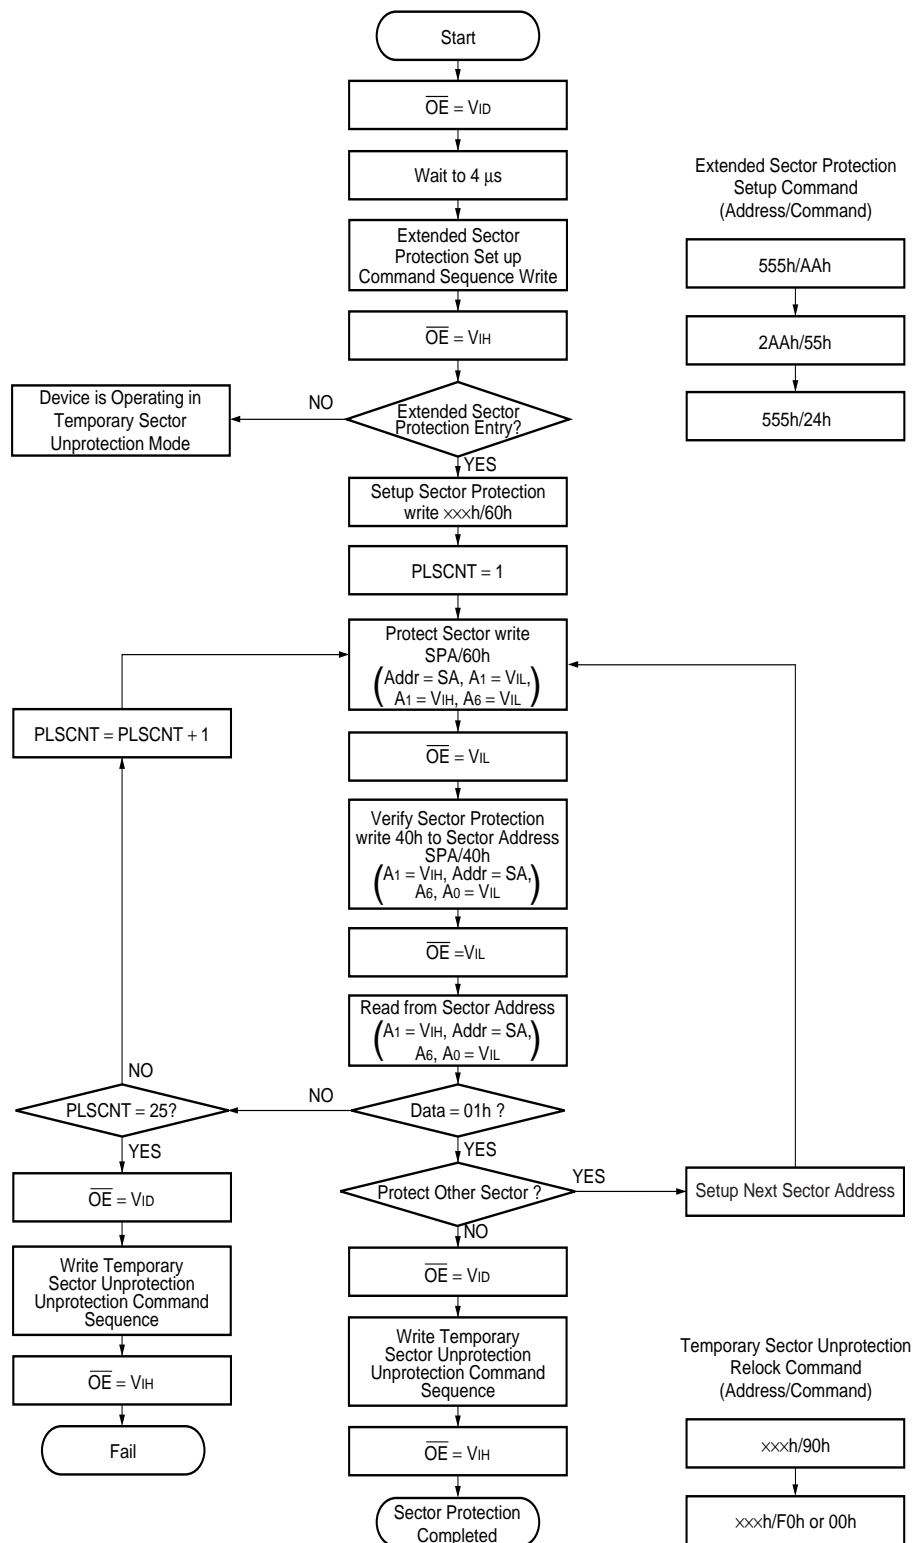 Start
OE = VID
Wait to 4 μs
Extended Sector
Protection Set up
Command Sequence Write
OE = VIH
Extended Sector
Protection Entry?
NO
Device is Operating in
Temporary Sector
Unprotection Mode
YES
Setup Sector Protection
write ×××h/60h
PLSCNT = 1
Protect Sector write
SPA/60h
(Addr = SA, A1 = VIL,
A1 = VIH, A6 = VIL)
PLSCNT = PLSCNT + 1
OE = VIL
Verify Sector Protection
write 40h to Sector Address
SPA/40h
(A1 = VIH, Addr = SA,
A6, A0 = VIL)
OE =VIL
Read from Sector Address
(A1 = VIH, Addr = SA,
A6, A0 = VIL)
Data = 01h ?
NO
PLSCNT = 25?
NO
YES
OE = VID
Write Temporary
Sector Unprotection
Unprotection Command
Sequence
OE = VIH
Fail
YES
Protect Other Sector ?
YES
Setup Next Sector Address
NO
OE = VID
Write Temporary
Sector Unprotection
Unprotection Command
Sequence
OE = VIH
Sector Protection
Completed
Extended Sector Protection
Setup Command
(Address/Command)
555h/AAh
2AAh/55h
555h/24h
Temporary Sector Unprotection
Relock Command
(Address/Command)
×××h/90h
×××h/F0h or 00h